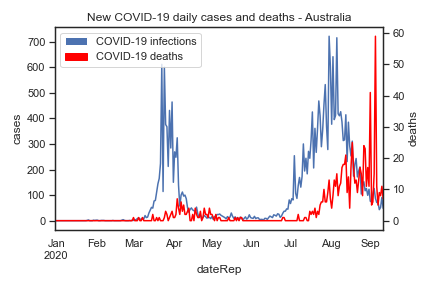 New COVID-19 daily cases and deaths - Australia
COVID-19 infections
COVID-19 deaths
700
600
500
400
300
200
100
0
cases
60
50
40
30
20
10
0
deaths
Jan Feb Mar Apr May Jun Jul Aug Sep
2020
dateRep